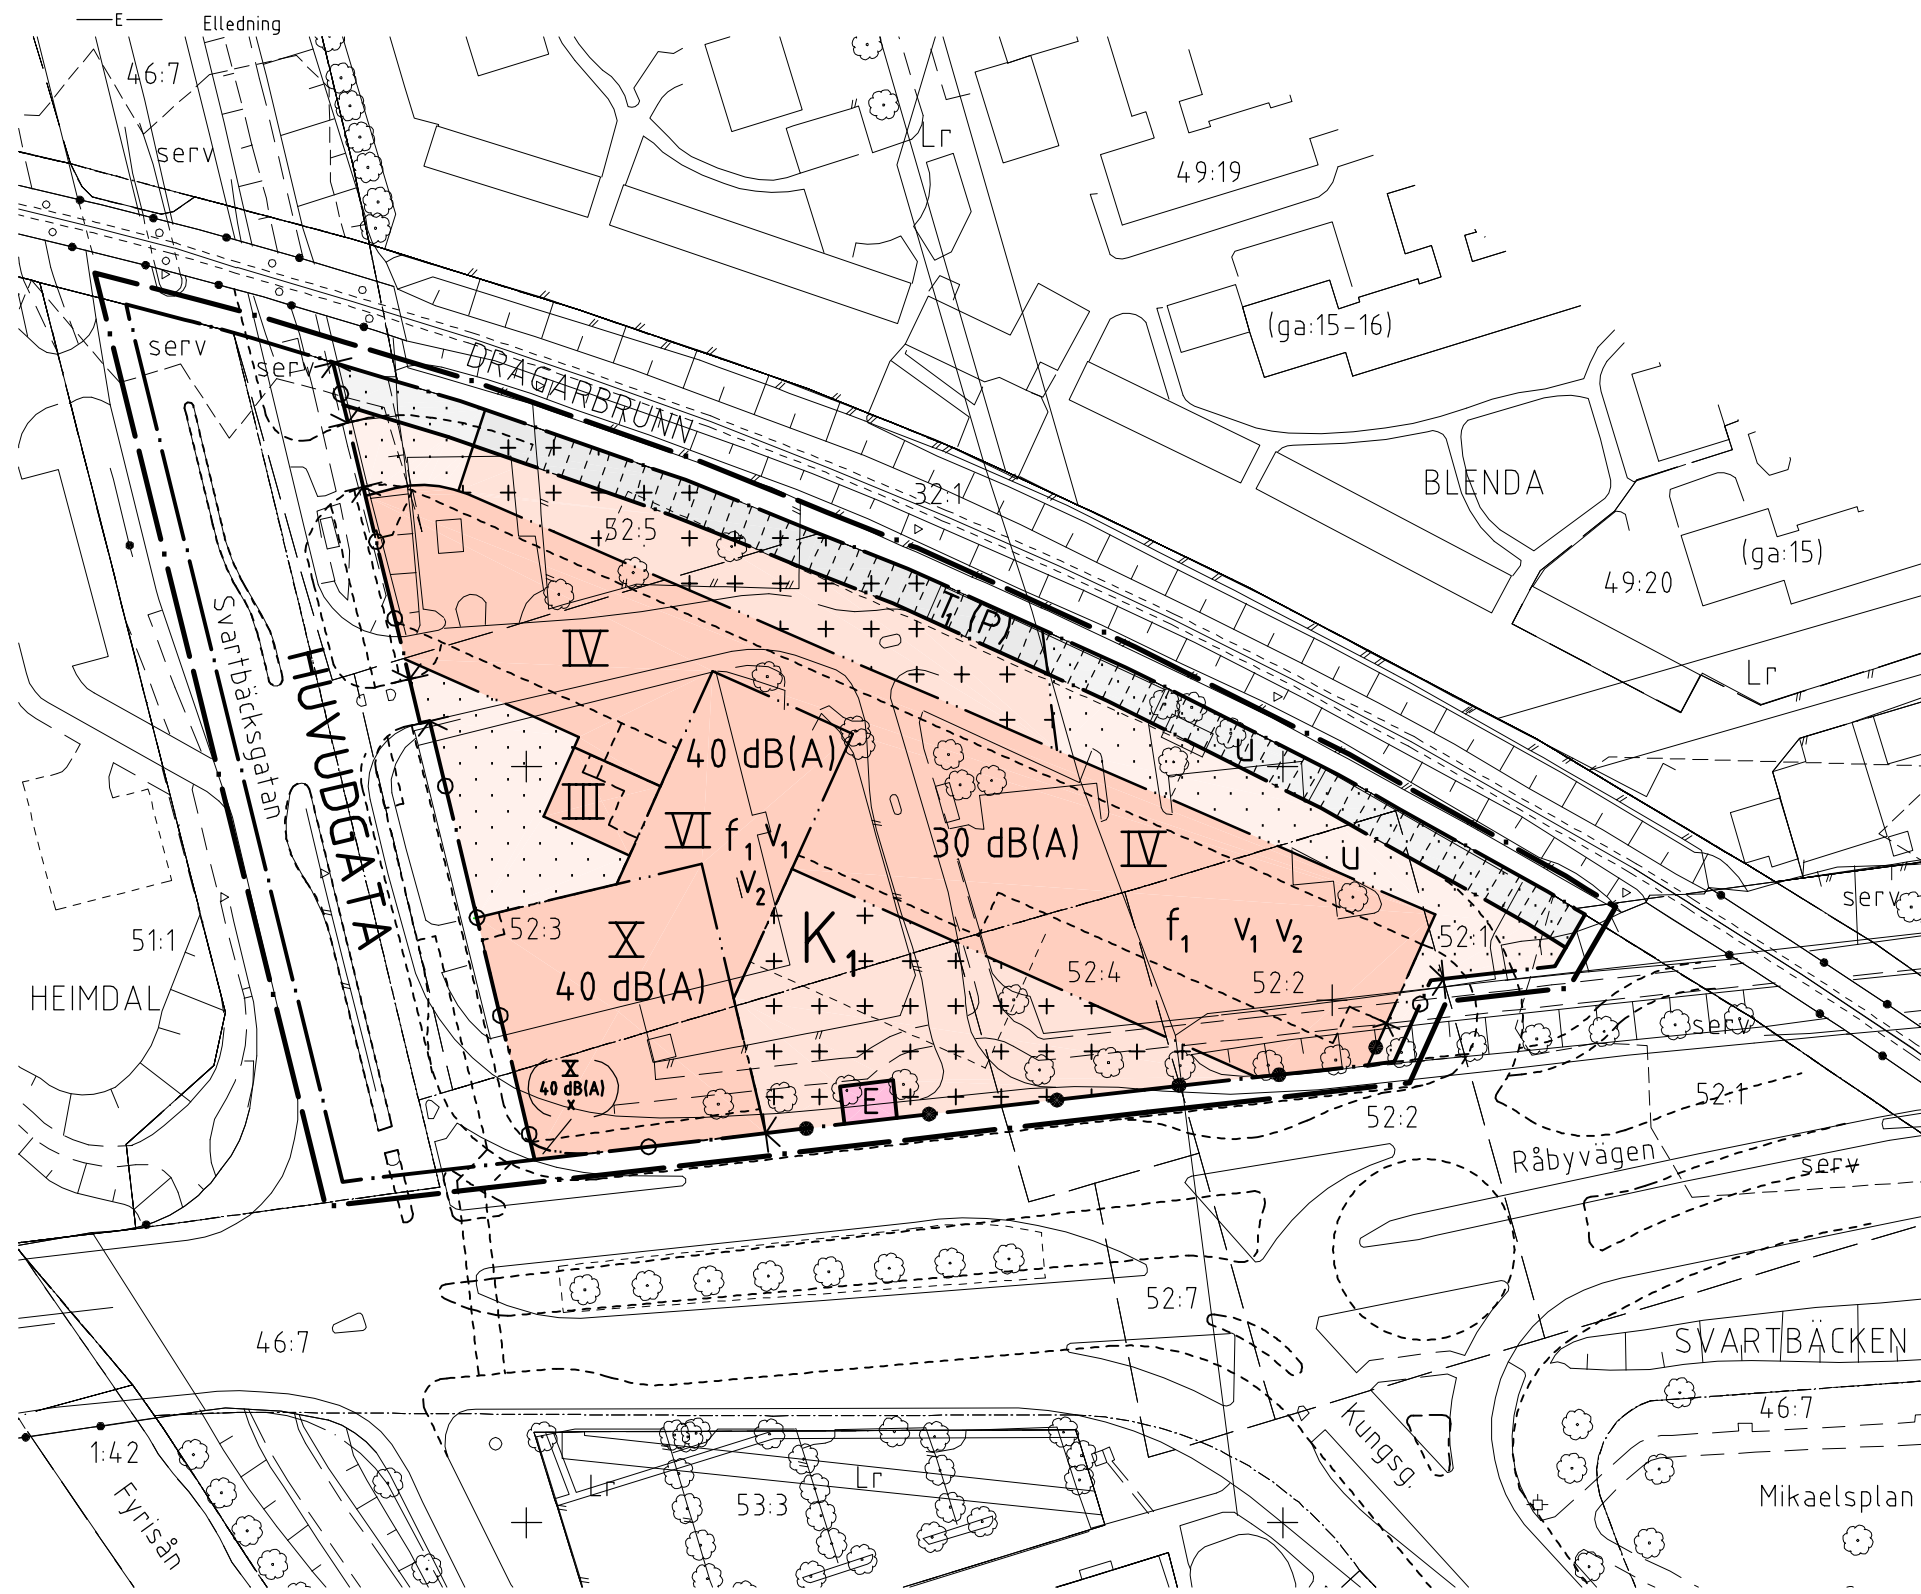 E
Elledning
46:7
serv
Lr
49:19
(ga:15-16)
serv
serv
DRAGARBRUNN
u
32:1
BLENDA
(ga:15)
49:20
52:5
T1(P)
Svartbäcksgatan
HUVUDGATA
IV
Lr
u
40 dB(A)
III
VI
f1 v1
v2
30 dB(A)
IV
u
serv
52:3
K1
f1 v1 v2
52:1
51:1
X
40 dB(A)
52:4
52:2
HEIMDAL
serv
X
40 dB(A)
x
E
52:1
52:2
Råbyvägen
serv
52:7
46:7
SVARTBÄCKEN
46:7
Kungsg.
1:42
Fyrisån
Lr
Lr
53:3
Mikaelsplan